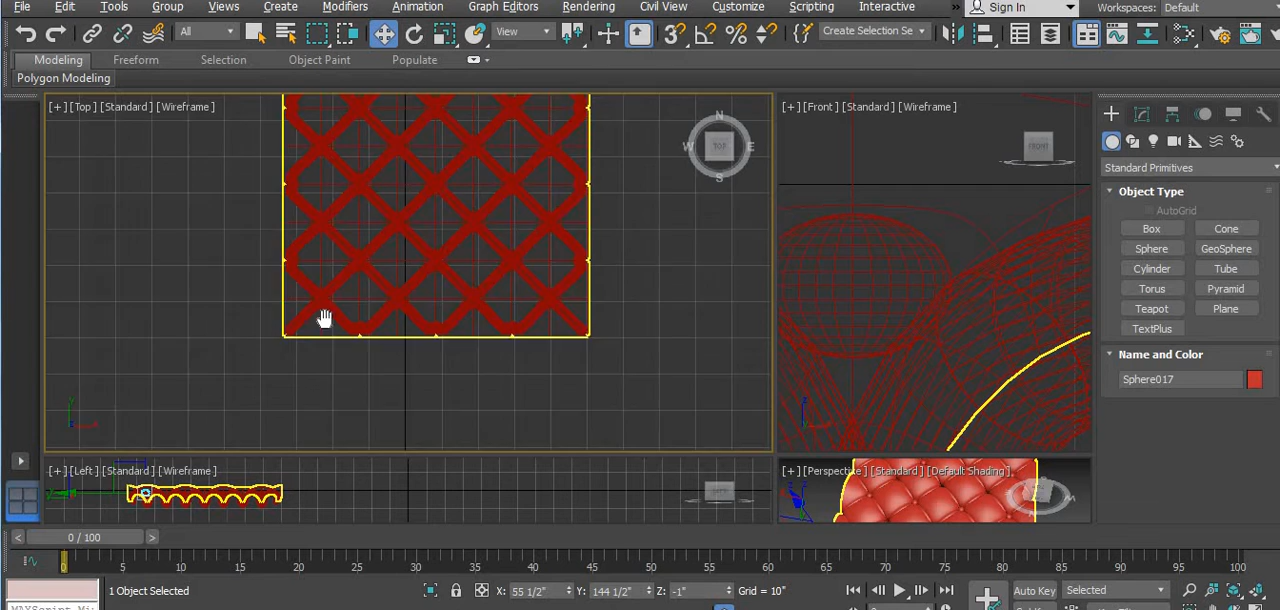 File Edit Tools Group Views Create Modifiers Animation Graph Editors Rendering Civil View Customize Scripting Interactive » Sign In Workspaces: Default
All View Create Selection Se
Modeling Freeform Selection Object Paint Populate
Polygon Modeling
[+] [Top] [Standard] [Wireframe]
N
W TOP E
S
[+] [Front] [Standard] [Wireframe]
FRONT
Standard Primitives
Object Type
AutoGrid
Box Cone
Sphere GeoSphere
Cylinder Tube
Torus Pyramid
Teapot Plane
TextPlus
Name and Color
Sphere017
[+] [Left] [Standard] [Wireframe]
[+] [Perspective] [Standard] [Default Shading]
< 0 / 100 >
0 5 10 15 20 25 30 35 40 45 50 55 60 65 70 75 80 85 90 95 100
1 Object Selected X: 55 1/2" Y: 144 1/2" Z: -1" Grid = 10" Auto Key Selected